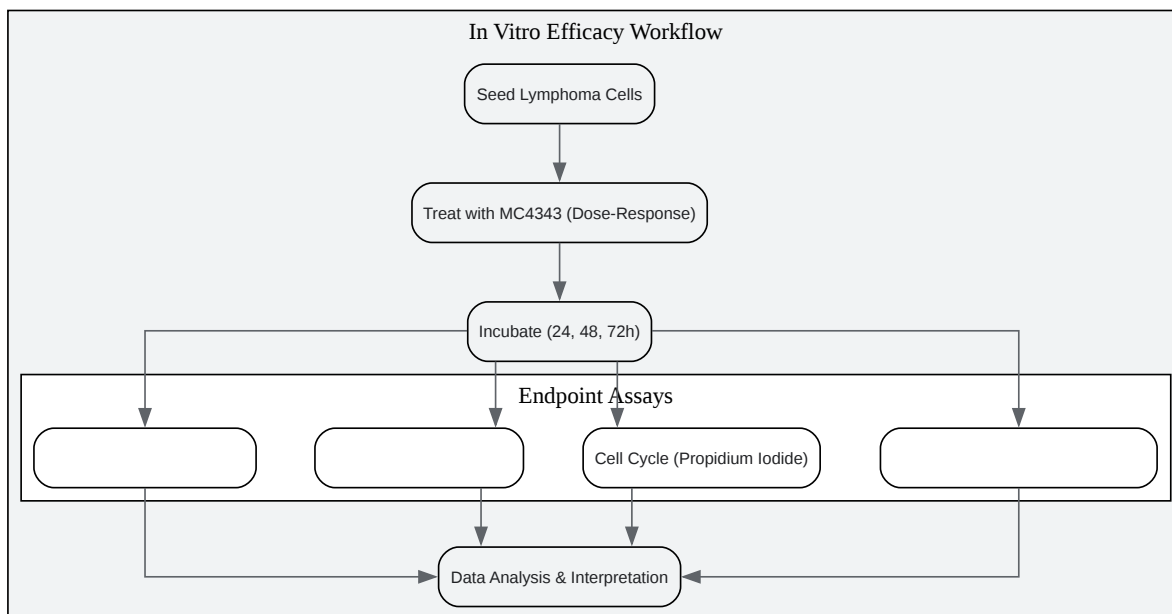 In Vitro Efficacy Workflow
Seed Lymphoma Cells
Treat with MC4343 (Dose-Response)
Incubate (24, 48, 72h)
Endpoint Assays
Cell Cycle (Propidium Iodide)
Data Analysis & Interpretation